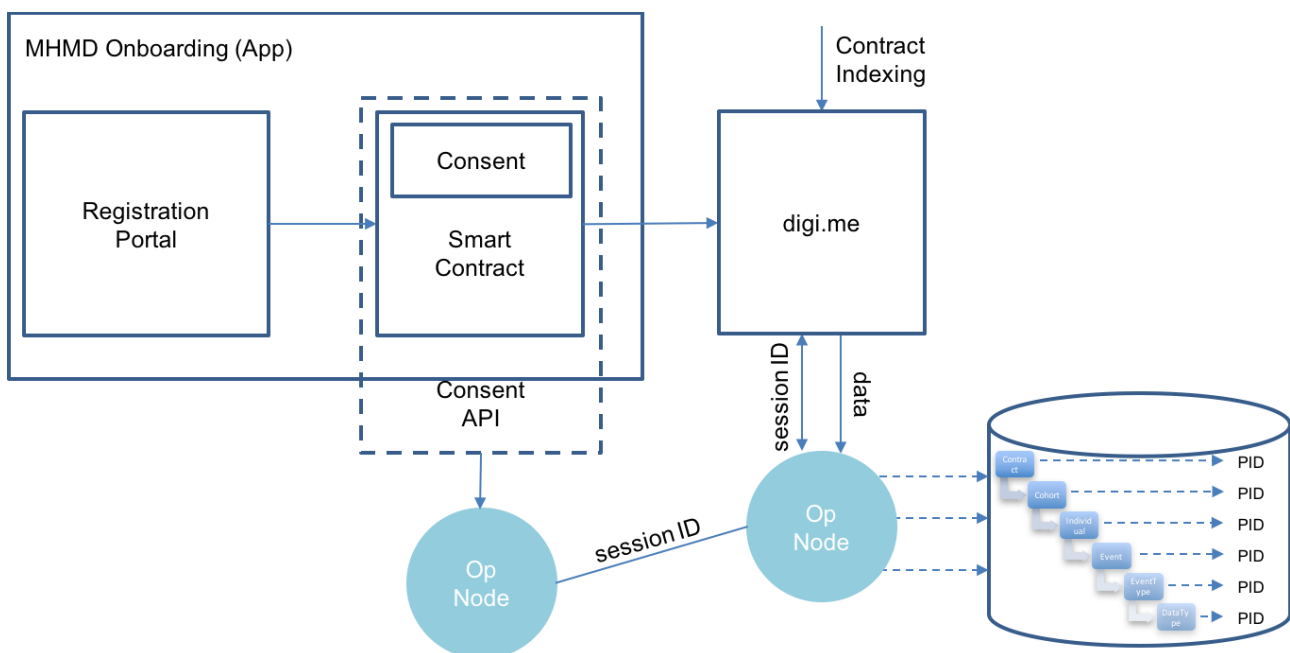 MHMD Onboarding (App)
Contract
Indexing
Registration
Portal
Consent
Smart
Contract
digi.me
Consent
API
session ID
data
Op
Node
session ID
Op
Node
Contra
ct
PID
Cohort
PID
Individ
ual
PID
Event
PID
EventT
ype
PID
DataTy
pe
PID